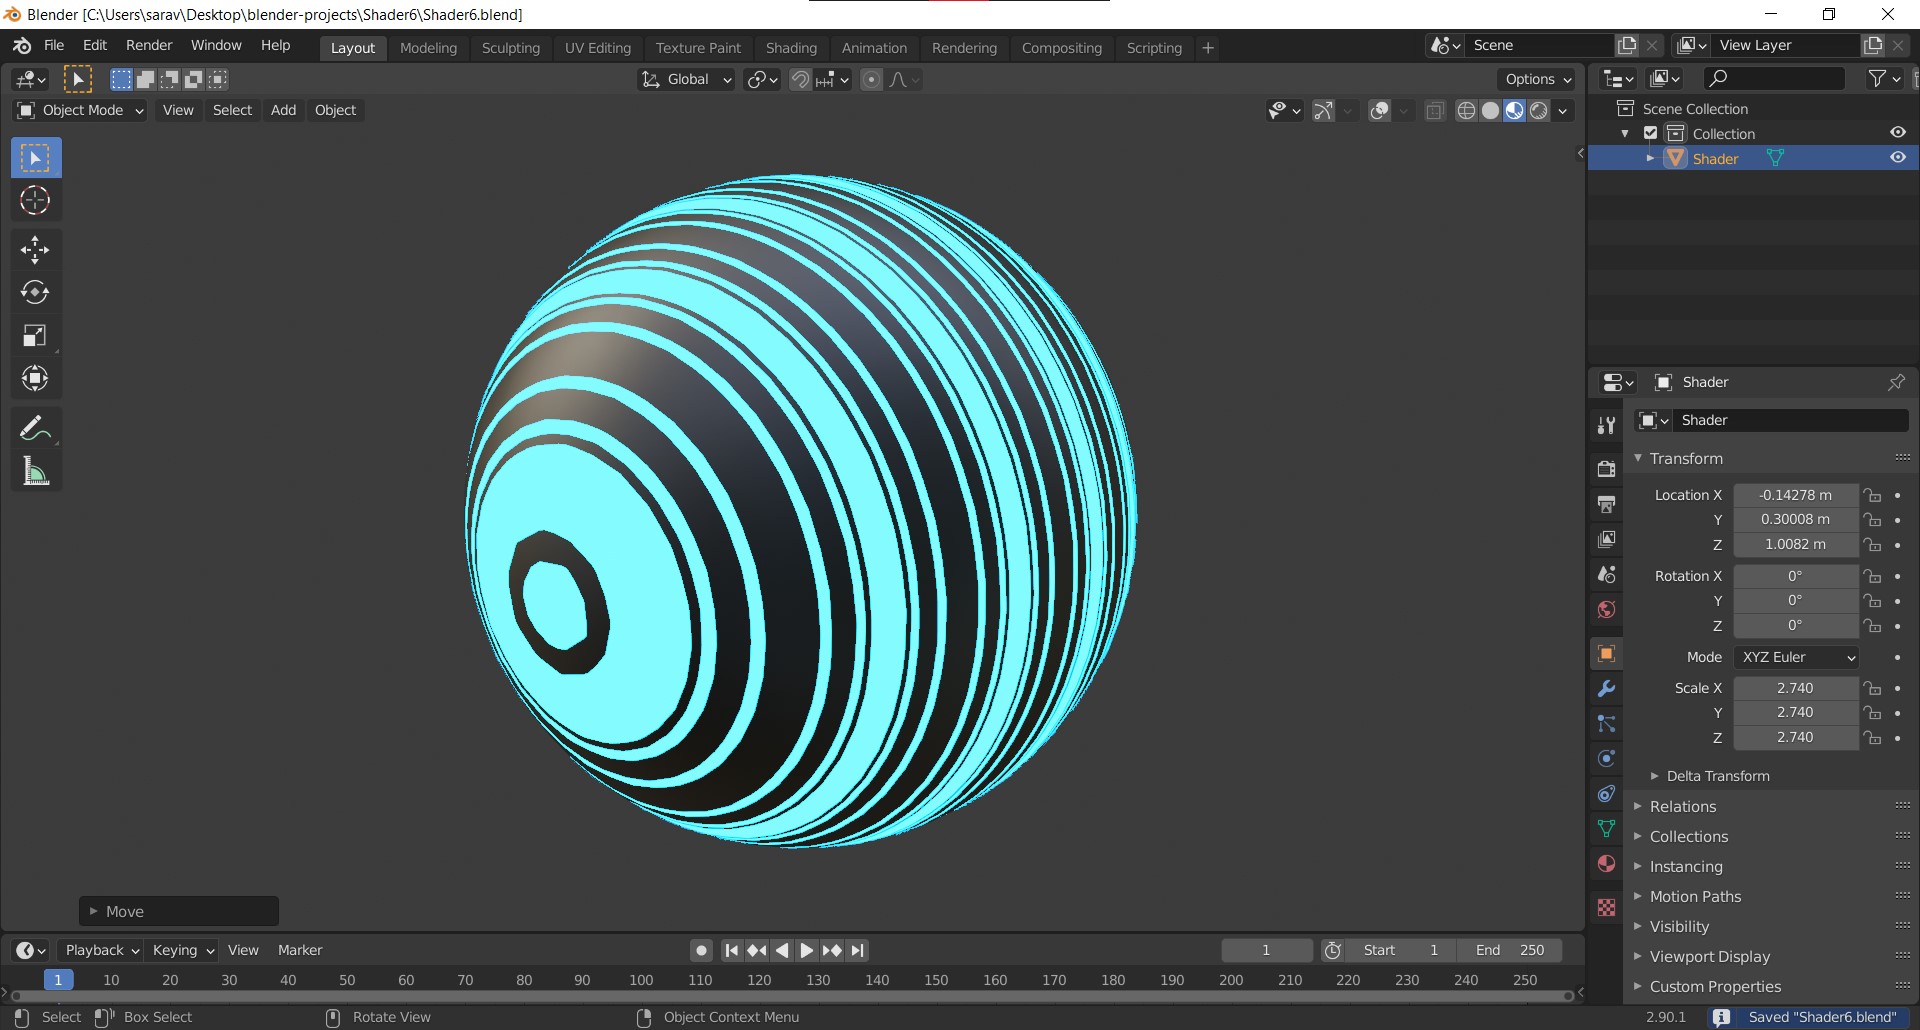 Blender [C:\Users\sarav\Desktop\blender-projects\Shader6\Shader6.blend]
File Edit Render Window Help
Layout Modeling Sculpting UV Editing Texture Paint Shading Animation Rendering Compositing Scripting +
Scene
View Layer
Global
Options
Object Mode View Select Add Object
Scene Collection
Collection
Shader
Shader
Shader
Transform
Location X -0.14278 m
Y 0.30008 m
Z 1.0082 m
Rotation X 0°
Y 0°
Z 0°
Mode XYZ Euler
Scale X 2.740
Y 2.740
Z 2.740
Delta Transform
Relations
Collections
Instancing
Motion Paths
Visibility
Viewport Display
Custom Properties
Move
Playback Keying View Marker
1 Start 1 End 250
1 10 20 30 40 50 60 70 80 90 100 110 120 130 140 150 160 170 180 190 200 210 220 230 240 250
Select Box Select Rotate View Object Context Menu
2.90.1 Saved "Shader6.blend"